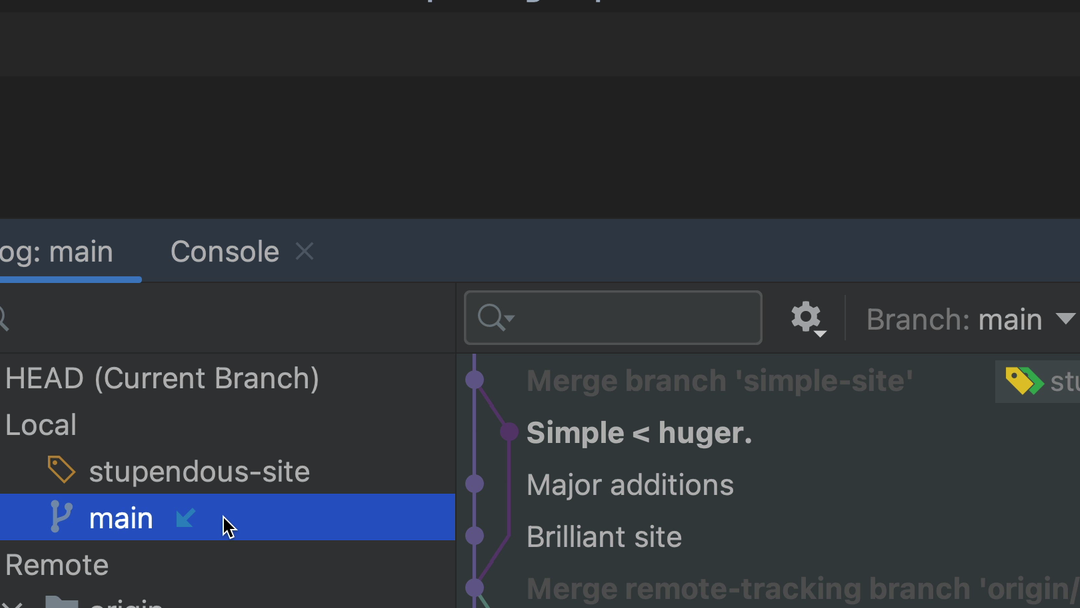 og: main
Console
Branch: main
HEAD (Current Branch)
Merge branch 'simple-site'
stu
Local
Simple < huger.
stupendous-site
Major additions
main
Brilliant site
Remote
Merge remote-tracking branch 'origin/
origin